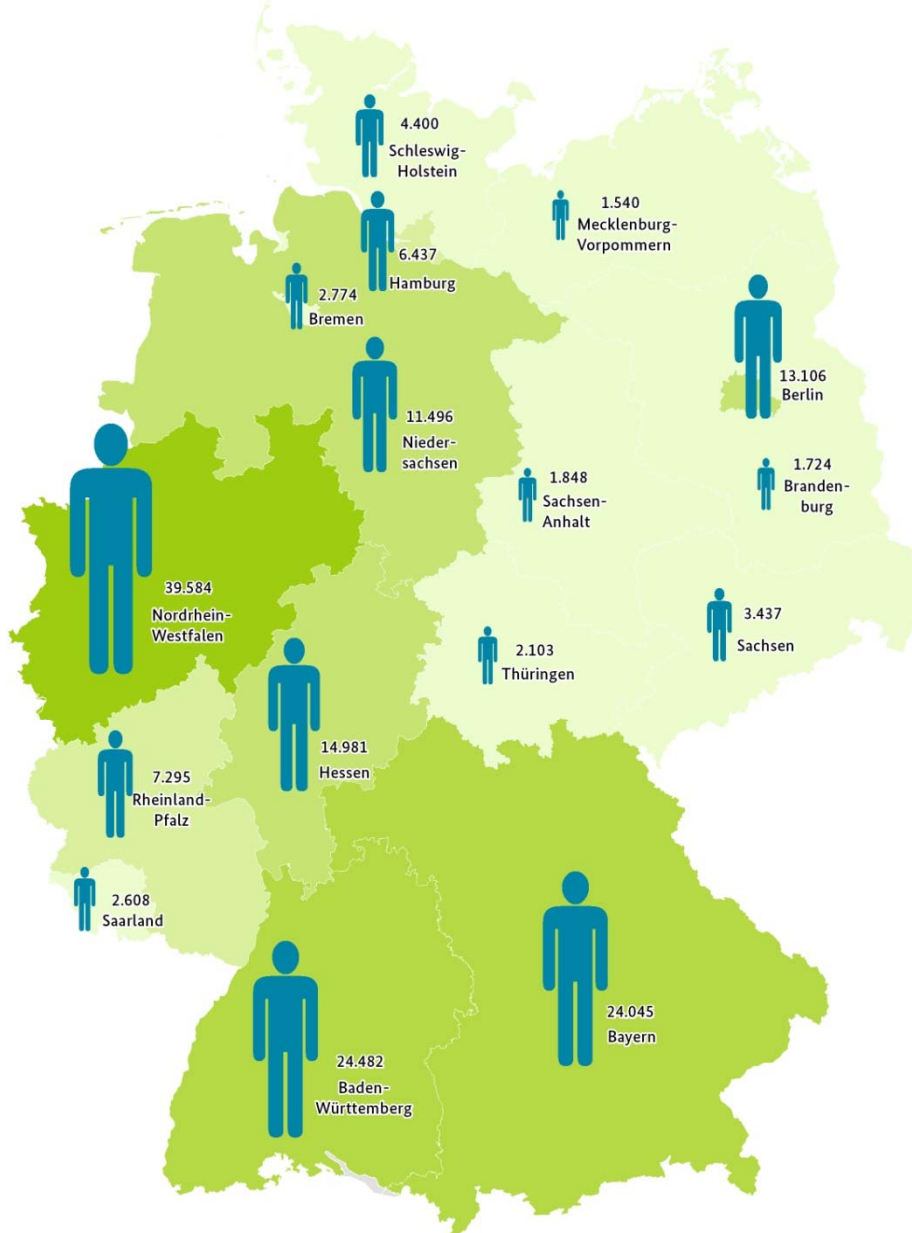 4.400
Schleswig-
Holstein
1.540
Mecklenburg-
Vorpommern
6.437
Hamburg
2.774
Bremen
13.106
Berlin
11.496
Nieder-
sachsen
1.848
Sachsen-
Anhalt
1.724
Branden-
burg
39.584
Nordrhein-
Westfalen
3.437
Sachsen
2.103
Thüringen
14.981
Hessen
7.295
Rheinland-
Pfalz
2.608
Saarland
24.045
Bayern
24.482
Baden-
Württemberg